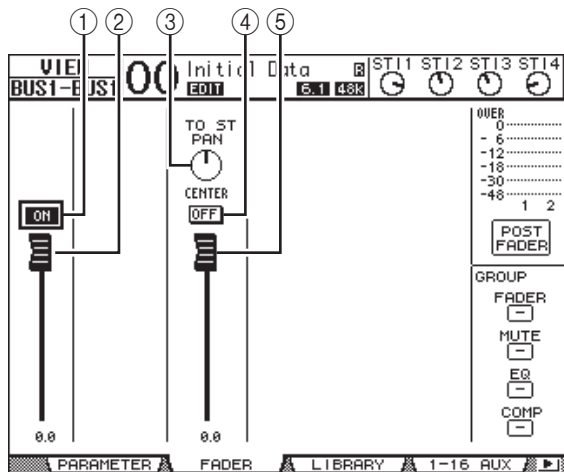 ① ② ③ ④ ⑤
VIEW
BUS1-BUS1
00 Initial Data
EDIT 6.1 48k
STI1 STI2 STI3 STI4
TO ST
PAN
CENTER
ON
OFF
0.0
0.0
OVER
0
- 6
-12
-18
-30
-48
1 2
POST
FADER
GROUP
FADER
-
MUTE
-
EQ
-
COMP
-
PARAMETER FADER LIBRARY 1-16 AUX